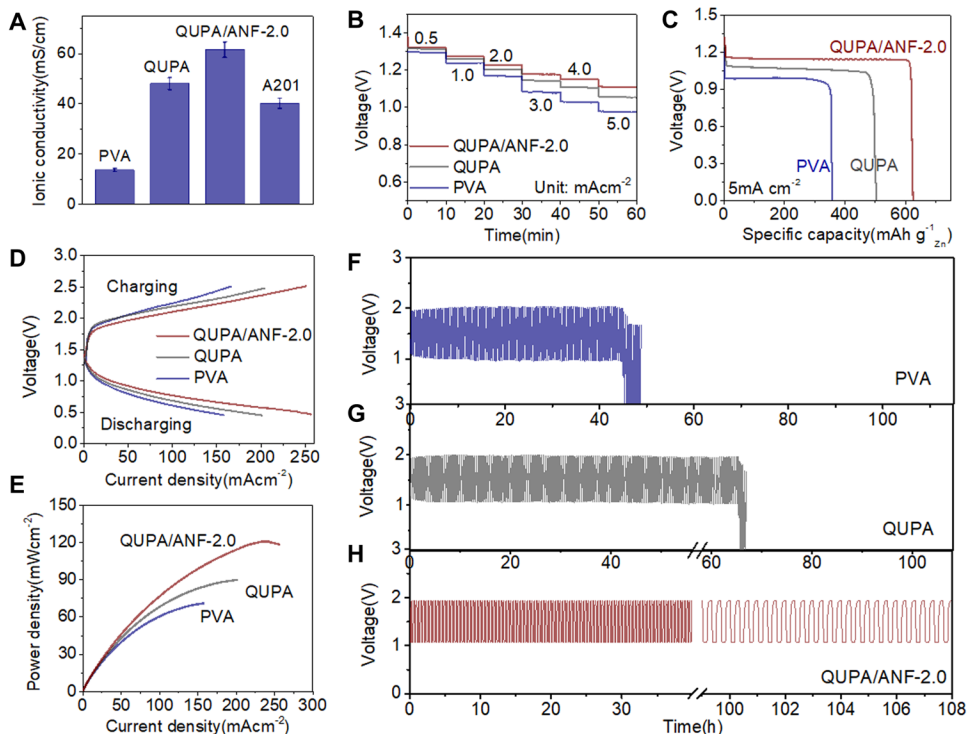 A
Ionic conductivity(mS/cm)
80
60
40
20
0
PVA
QUPA
QUPA/ANF-2.0
A201
B
Voltage(V)
1.4
1.2
1.0
0.8
0.6
0.5
1.0
2.0
3.0
4.0
5.0
QUPA/ANF-2.0
QUPA
PVA
Unit: mAcm-2
0 10 20 30 40 50 60
Time(min)
C
Voltage(V)
1.5
1.2
0.9
0.6
0.3
0.0
QUPA/ANF-2.0
PVA
QUPA
5mA cm-2
0 200 400 600
Specific capacity(mAh g-1Zn)
D
Voltage(V)
3.0
2.5
2.0
1.5
1.0
0.5
0.0
Charging
QUPA/ANF-2.0
QUPA
PVA
Discharging
0 50 100 150 200 250
Current density(mAcm-2)
E
Power density(mWcm-2)
150
120
90
60
30
0
QUPA/ANF-2.0
QUPA
PVA
0 50 100 150 200 250 300
Current density(mAcm-2)
F
Voltage(V)
3
2
1
3
PVA
0 20 40 60 80 100
G
Voltage(V)
2
1
3
QUPA
0 20 40 60 80 100
H
Voltage(V)
2
1
0
QUPA/ANF-2.0
0 10 20 30 100 102 104 106 108
Time(h)